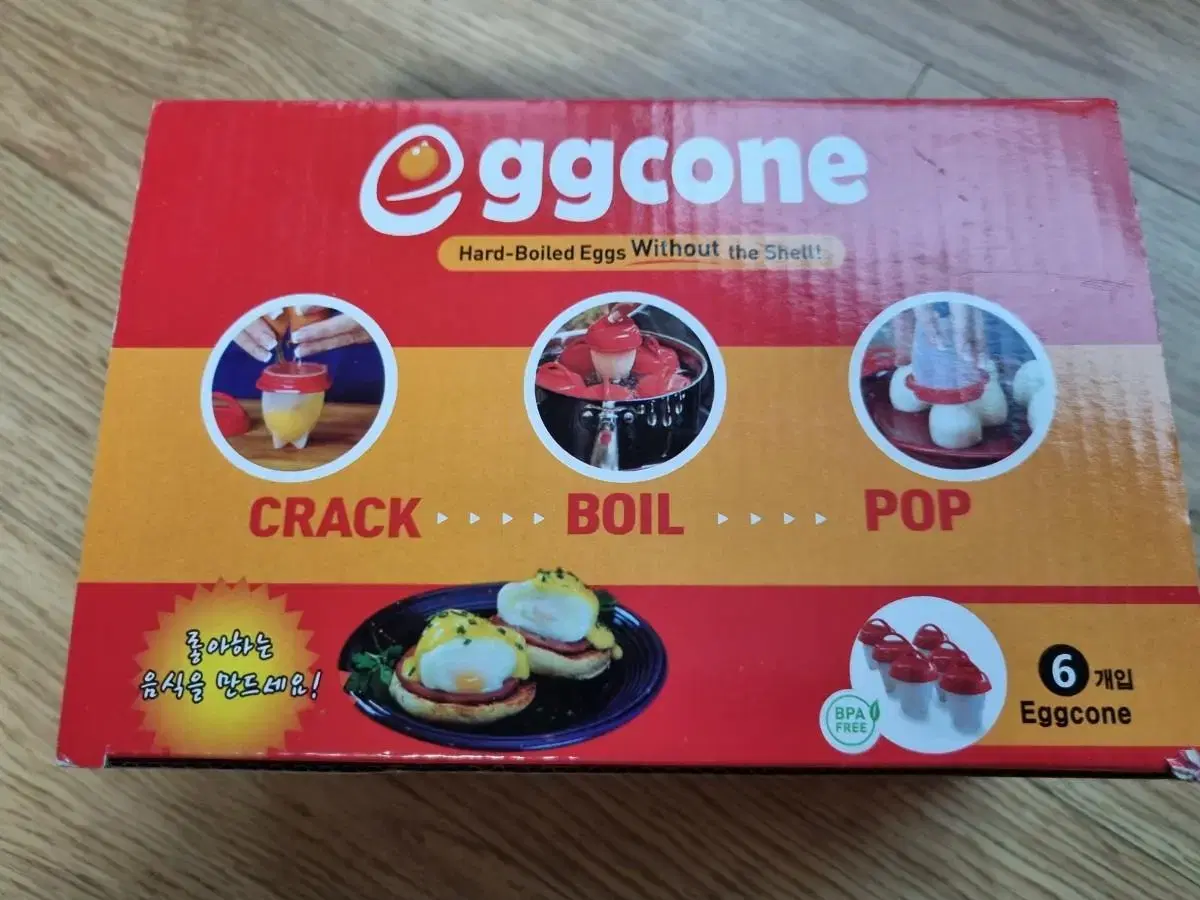 eggcone
Hard-Boiled Eggs Without the Shell!
CRACK
BOIL
POP
롤아하는
음식을 만드세요!
BPA
FREE
6개입
Eggcone